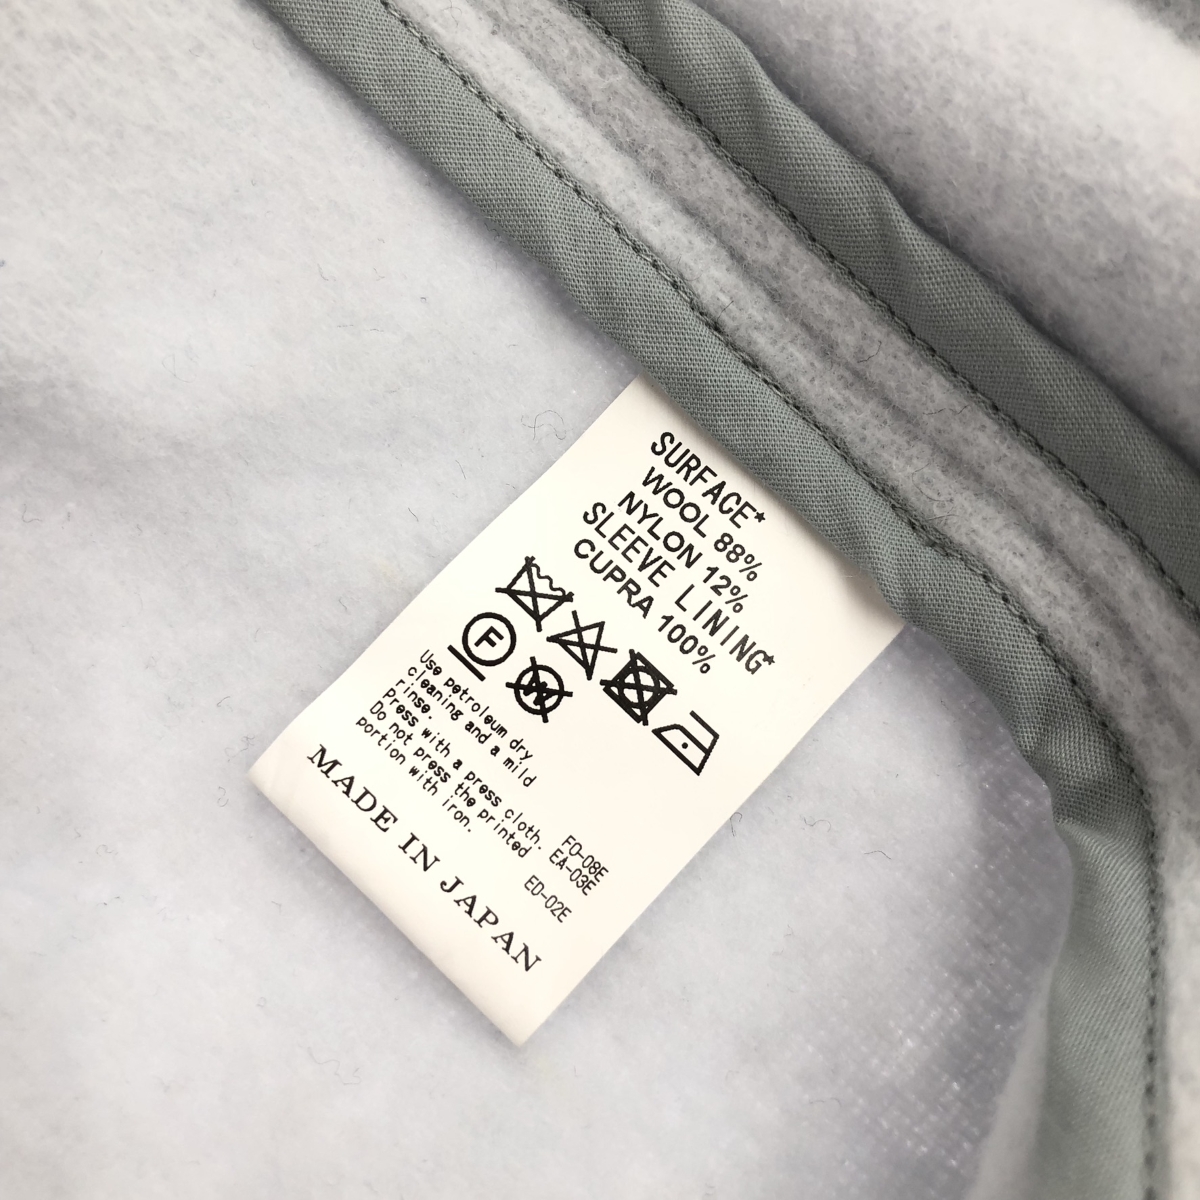 SURFACE*
WOOL 88%
NYLON 12%
SLEEVE LINING*
CUPRA 100%
F
W
Use petroleum dry
cleaning and a mild
rinse.
Press with a press cloth. FO-08E
Do not press the printed EA-03E
portion with iron. ED-02E
MADE IN JAPAN